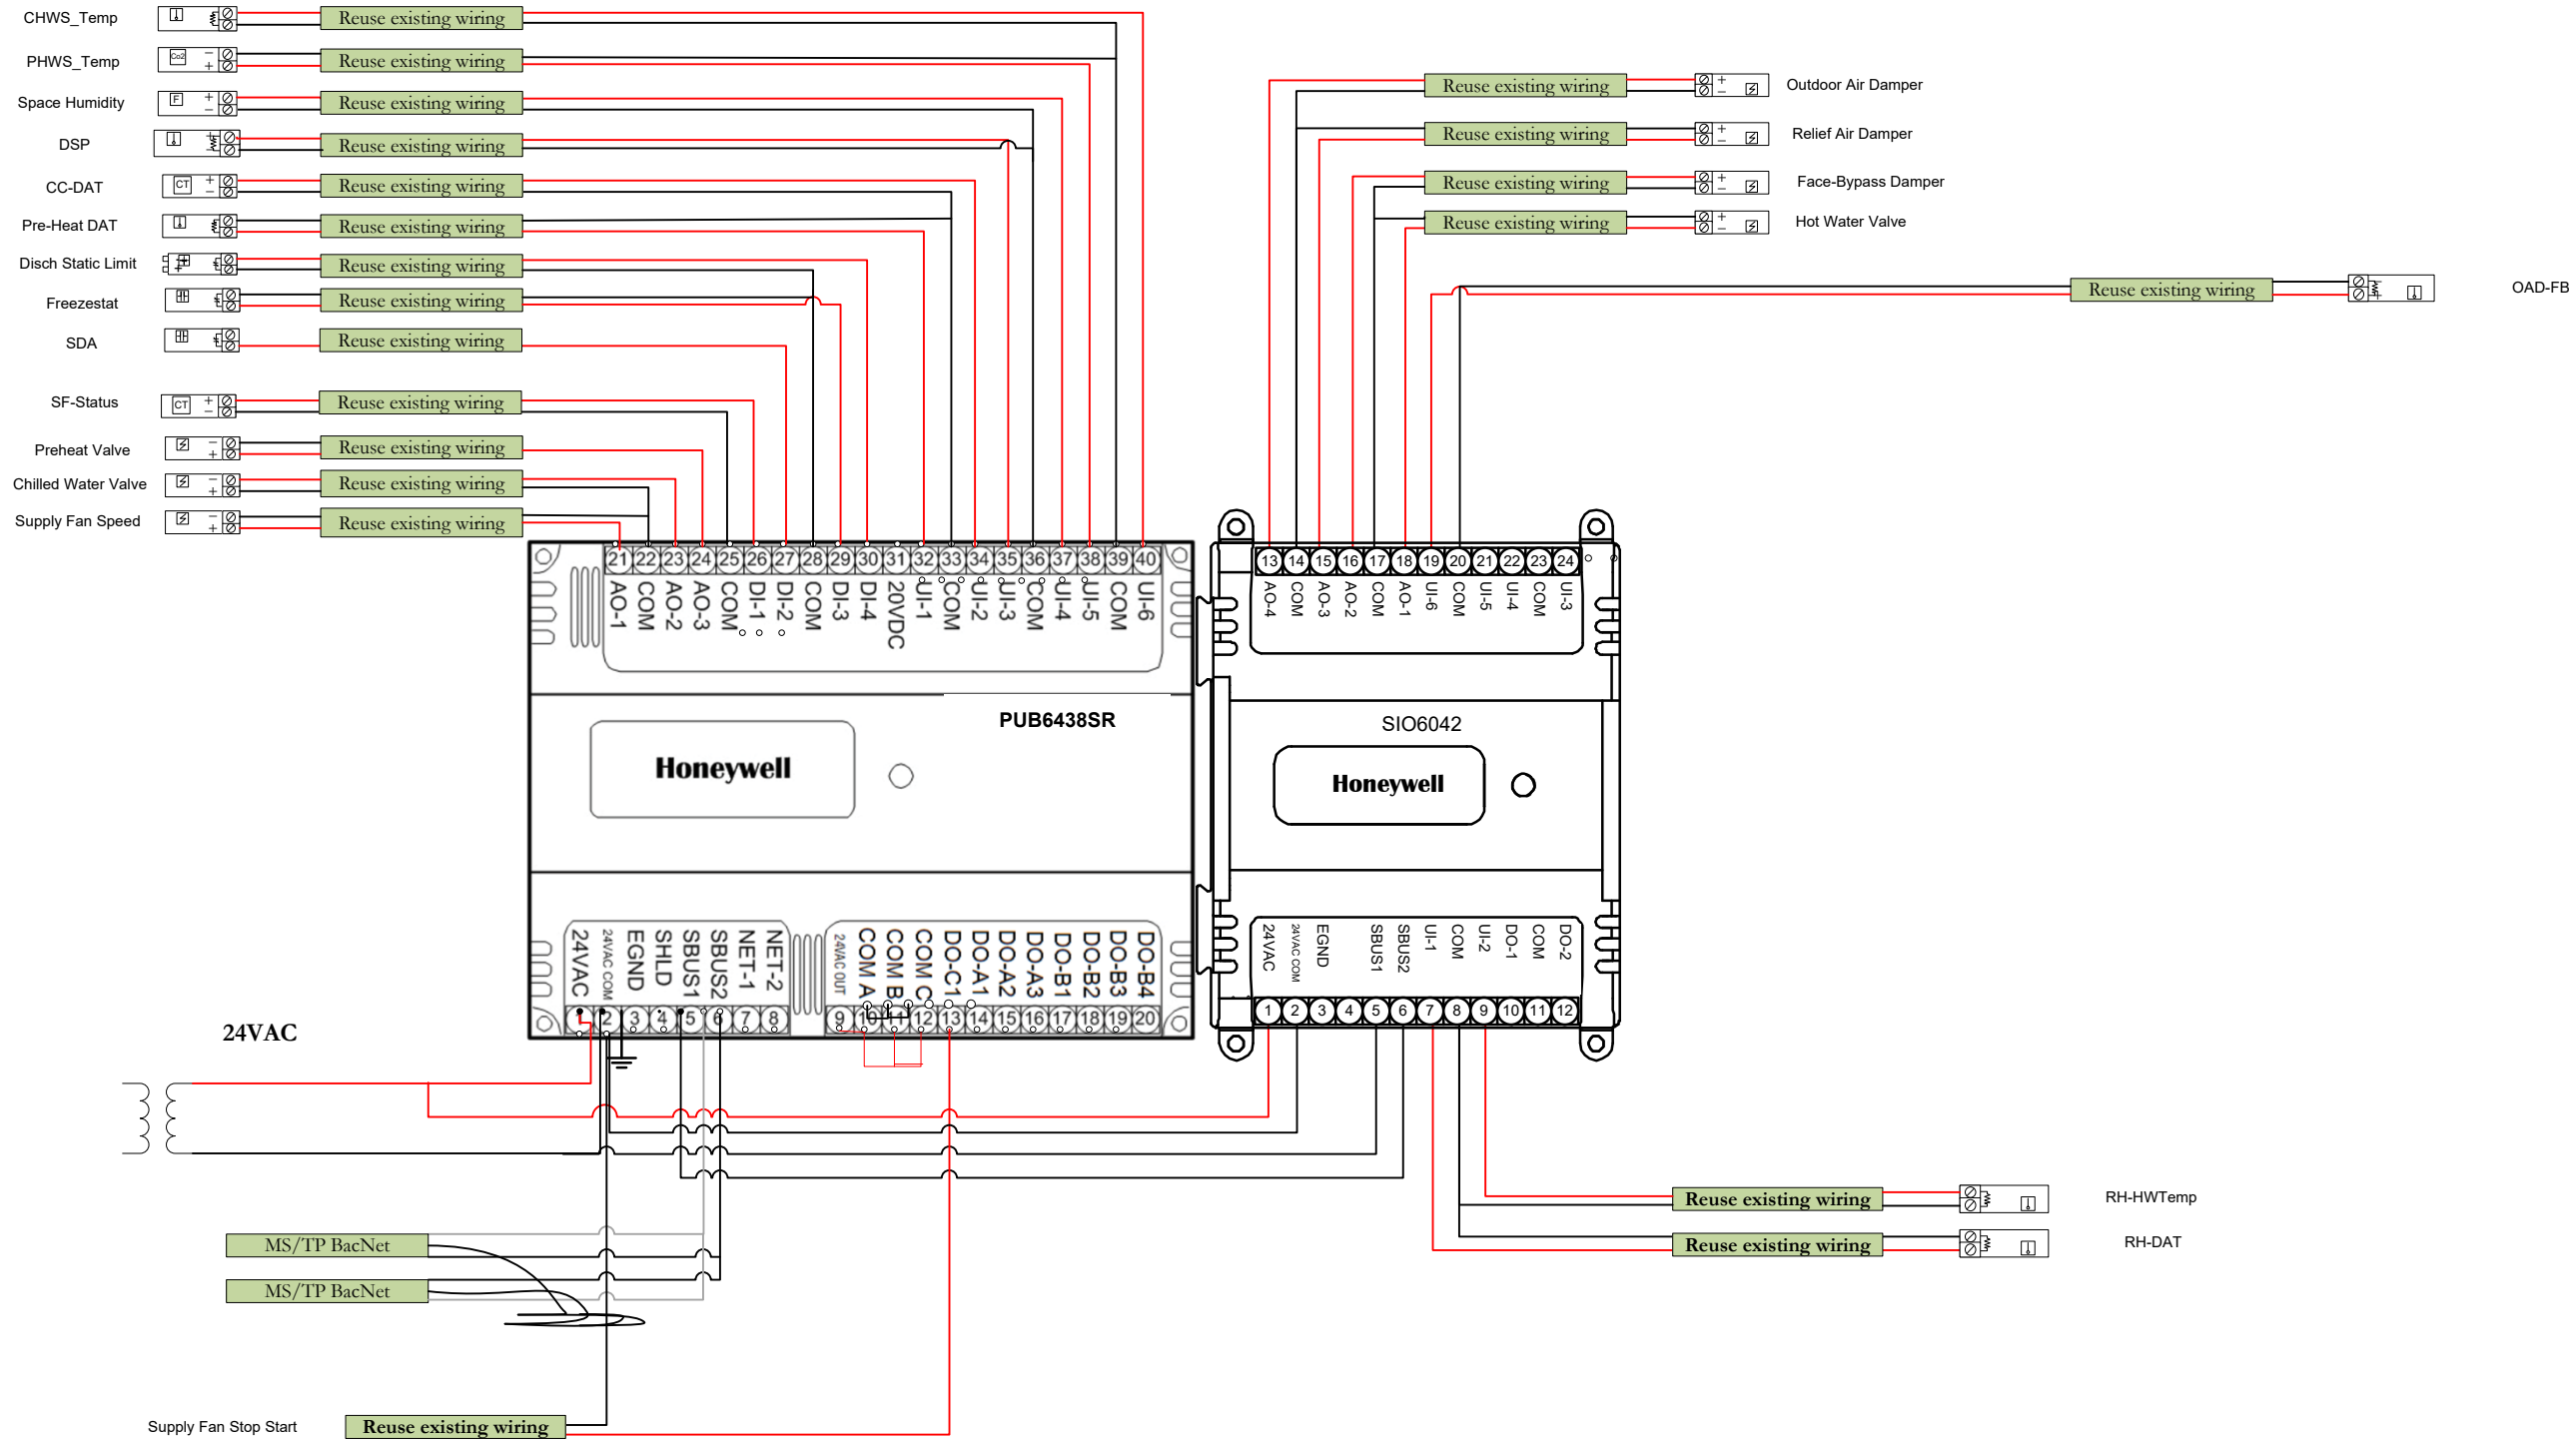 CHWS_Temp
Reuse existing wiring
PHWS_Temp
Co2
− +
Reuse existing wiring
Space Humidity
F
+ −
Reuse existing wiring
DSP
Reuse existing wiring
CC-DAT
CT
+ −
Reuse existing wiring
Pre-Heat DAT
Reuse existing wiring
Disch Static Limit
Reuse existing wiring
Freezestat
Reuse existing wiring
SDA
Reuse existing wiring
SF-Status
CT
+ −
Reuse existing wiring
Preheat Valve
− +
Reuse existing wiring
Chilled Water Valve
− +
Reuse existing wiring
Supply Fan Speed
− +
Reuse existing wiring
Reuse existing wiring
+ −
Outdoor Air Damper
Reuse existing wiring
+ −
Relief Air Damper
Reuse existing wiring
+ −
Face-Bypass Damper
Reuse existing wiring
+ −
Hot Water Valve
Reuse existing wiring
OAD-FB
21 22 23 24 25 26 27 28 29 30 31 32 33 34 35 36 37 38 39 40
AO-1 COM AO-2 AO-3 COM DI-1 DI-2 COM DI-3 DI-4 20VDC UI-1 COM UI-2 UI-3 COM UI-4 UI-5 COM UI-6
PUB6438SR
Honeywell
24VAC 24VAC COM EGND SHLD SBUS1 SBUS2 NET-1 NET-2
24VAC OUT COM A COM B COM C DO-C1 DO-A1 DO-A2 DO-A3 DO-B1 DO-B2 DO-B3 DO-B4
2 3 4 5 6 7 8
9 10 11 12 13 14 15 16 17 18 19 20
13 14 15 16 17 18 19 20 21 22 23 24
AO-4 COM AO-3 AO-2 COM AO-1 UI-6 COM UI-5 UI-4 COM UI-3
SIO6042
Honeywell
24VAC 24VAC COM EGND SBUS1 SBUS2 UI-1 COM UI-2 DO-1 COM DO-2
1 2 3 4 5 6 7 8 9 10 11 12
24VAC
MS/TP BacNet
MS/TP BacNet
Supply Fan Stop Start
Reuse existing wiring
Reuse existing wiring
RH-HWTemp
Reuse existing wiring
RH-DAT